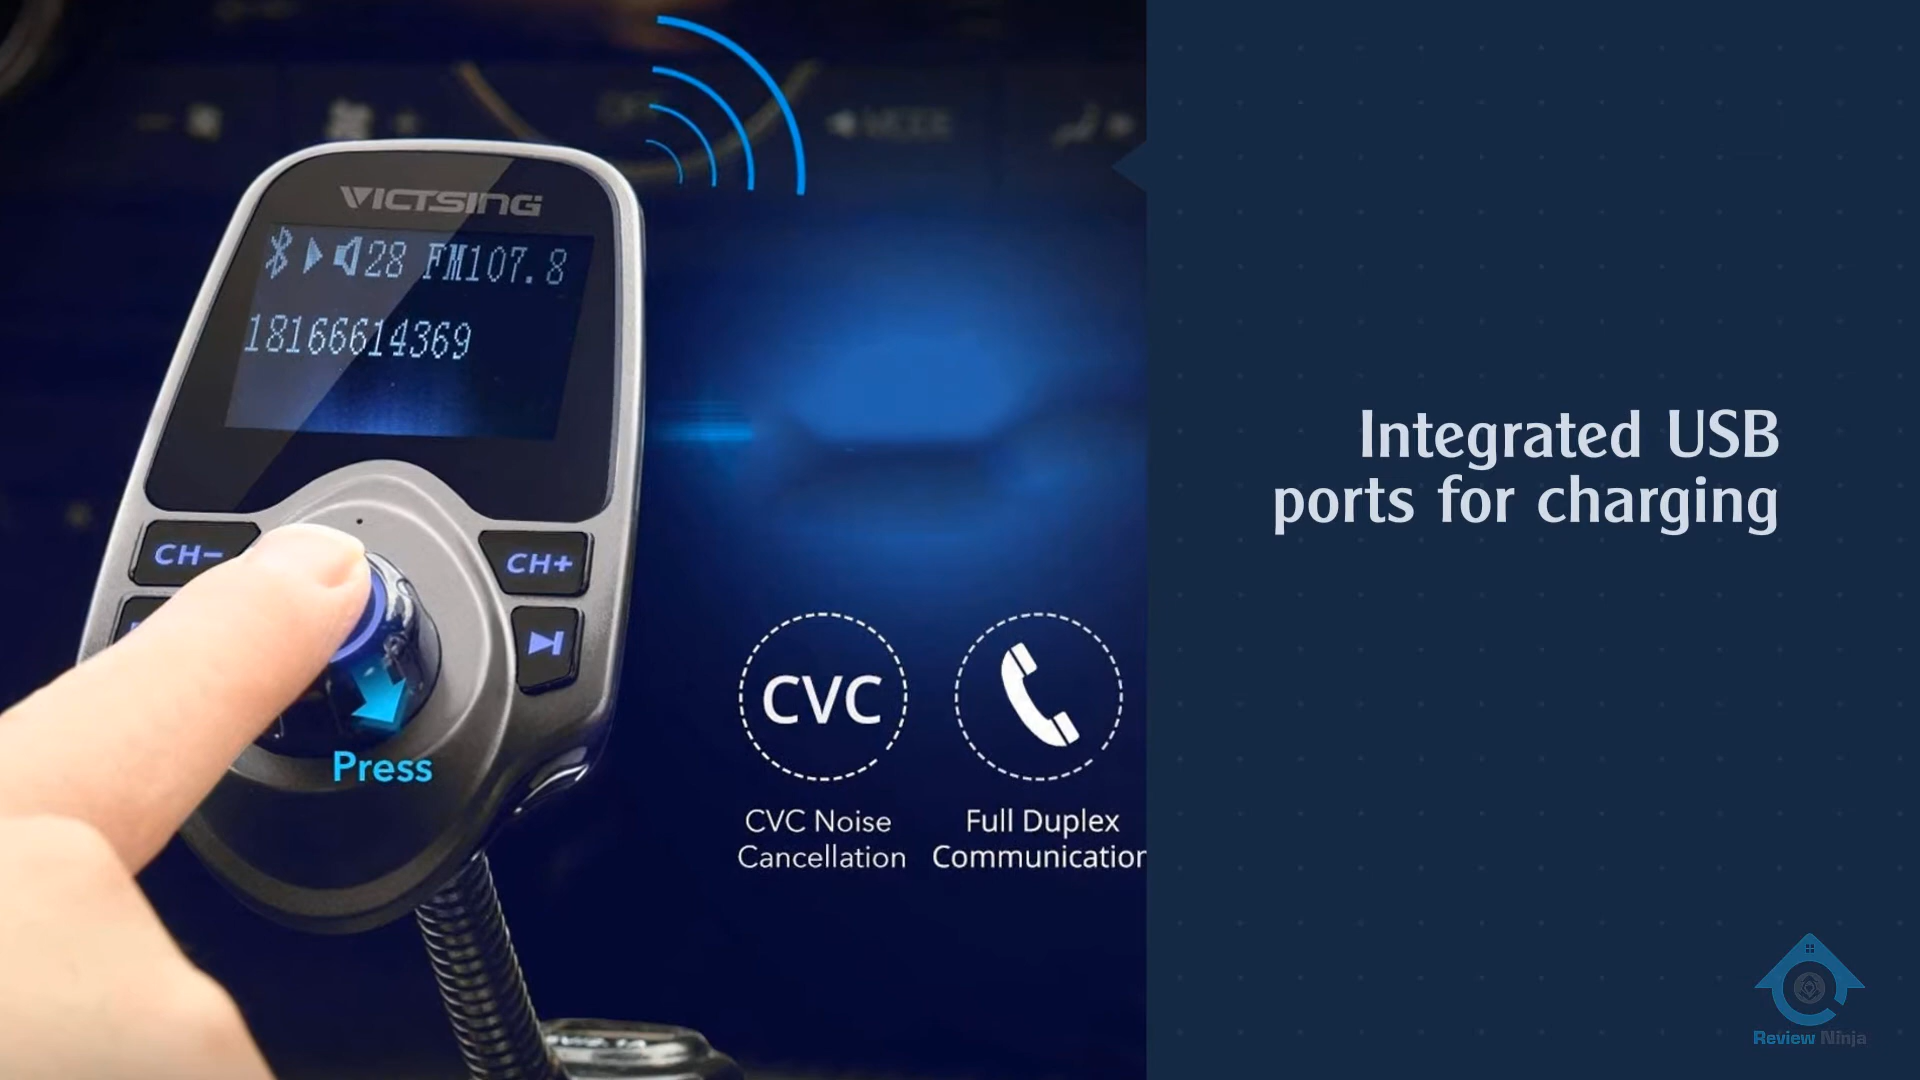 VICTSING
28 FM107.8
18166614369
CH−
CH+
Press
CVC
CVC Noise
Cancellation
Full Duplex
Communication
Integrated USB
ports for charging
Review Ninja